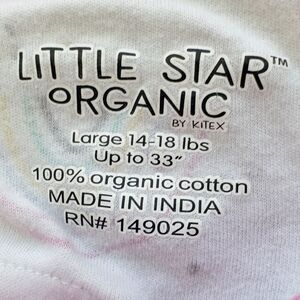 LiTTLE STAR™
ORGANiC
BY KiTEX
Large 14-18 lbs
Up to 33"
100% organic cotton
MADE IN INDIA
RN# 149025